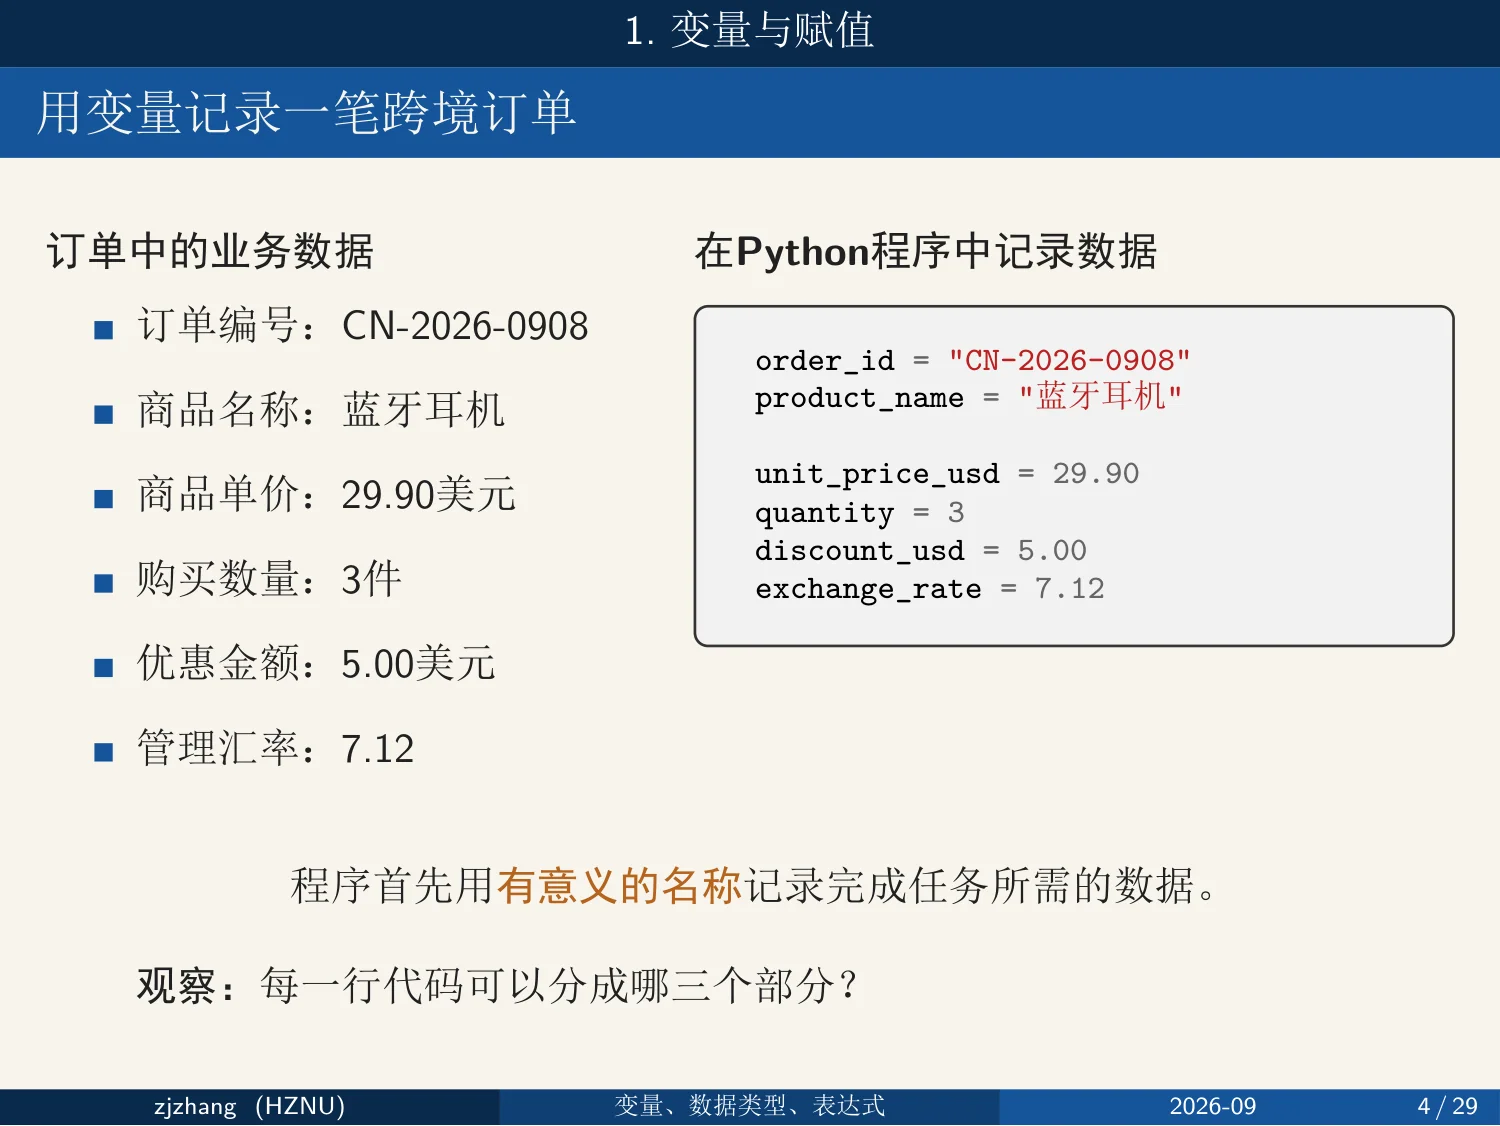 1. 变量与赋值
用变量记录一笔跨境订单
订单中的业务数据
订单编号：CN-2026-0908
商品名称：蓝牙耳机
商品单价：29.90美元
购买数量：3件
优惠金额：5.00美元
管理汇率：7.12
在Python程序中记录数据
order_id = "CN-2026-0908"
product_name = "蓝牙耳机"
unit_price_usd = 29.90
quantity = 3
discount_usd = 5.00
exchange_rate = 7.12
程序首先用有意义的名称记录完成任务所需的数据。
观察：每一行代码可以分成哪三个部分？
zjzhang (HZNU)
变量、数据类型、表达式
2026-09
4 / 29